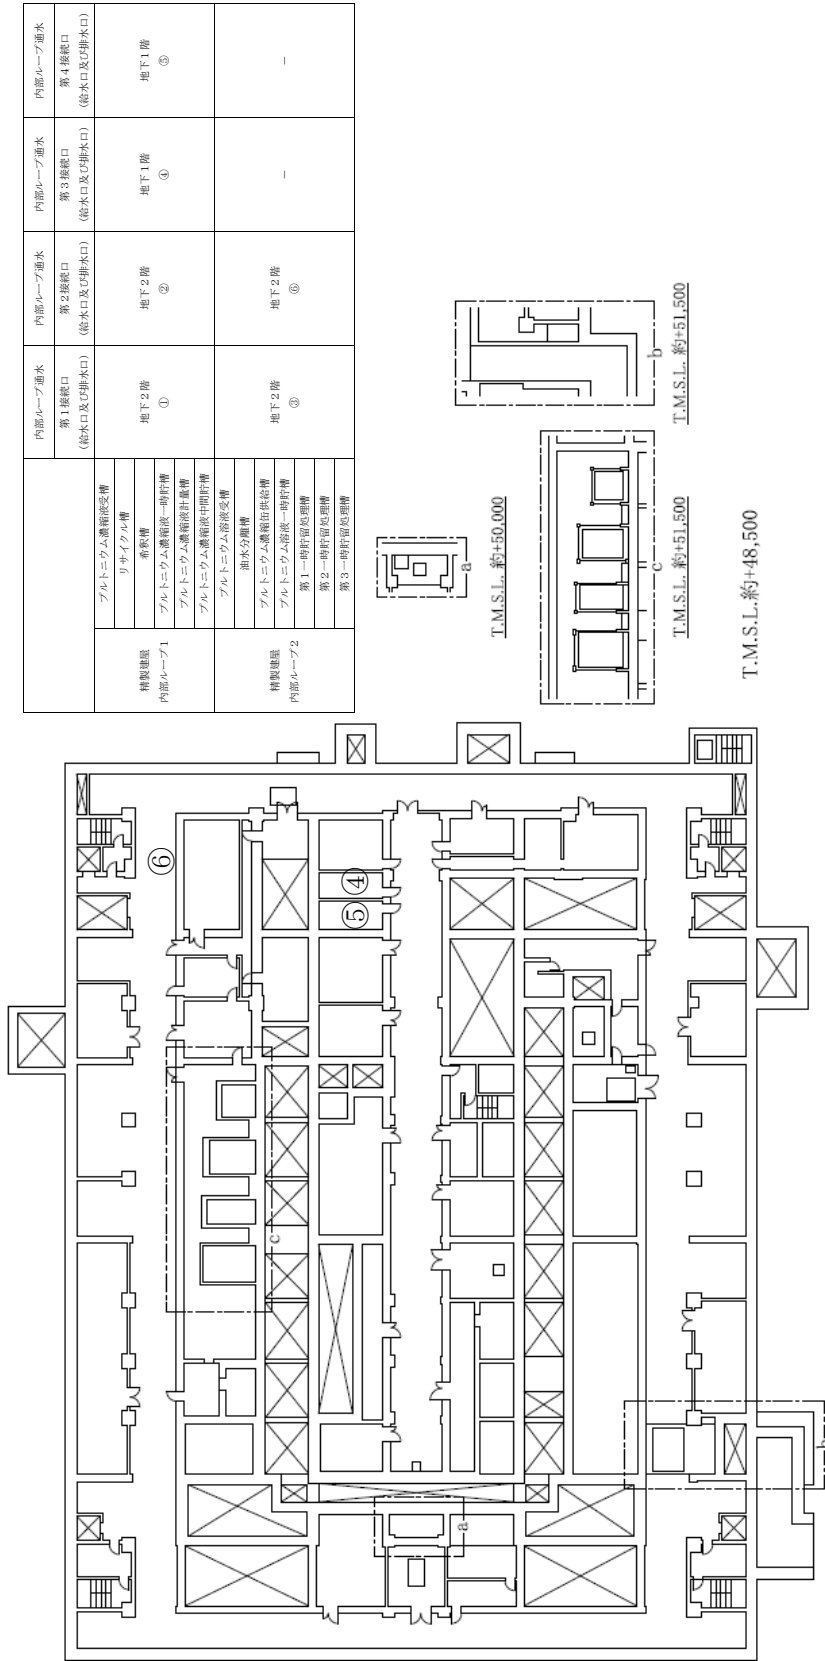 内部ループ通水 内部ループ通水 内部ループ通水 内部ループ通水
第1接続口 第2接続口 第3接続口 第4接続口
(給水口及び排水口) (給水口及び排水口) (給水口及び排水口) (給水口及び排水口)
精製建屋
内部ループ1
プルトニウム濃縮液受槽
リサイクル槽
希釈槽
プルトニウム濃縮液一時貯槽
プルトニウム濃縮液計量槽
プルトニウム濃縮液中間貯槽
地下2階 地下2階 地下1階 地下1階
① ② ④ ⑤
精製建屋
内部ループ2
プルトニウム溶液受槽
油水分離槽
プルトニウム濃縮缶供給槽
プルトニウム溶液一時貯槽
第1一時貯留処理槽
第2一時貯留処理槽
第3一時貯留処理槽
地下2階 地下2階 － －
③ ⑥
a
T.M.S.L. 約+50,000
c
T.M.S.L. 約+51,500
b
T.M.S.L. 約+51,500
T.M.S.L.約+48,500
⑥
④
⑤
c
a
b